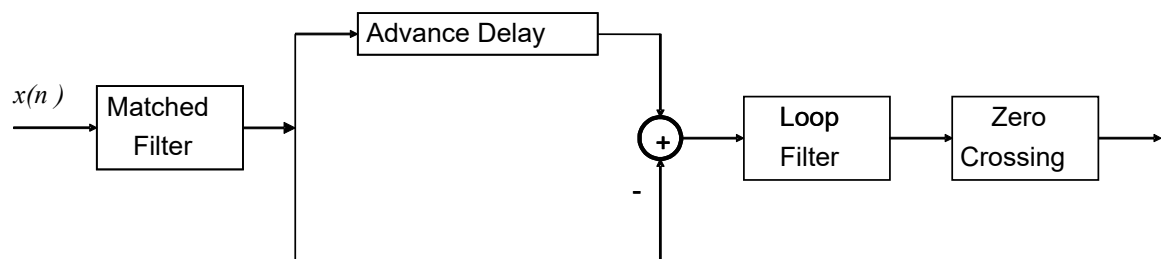 Advance Delay
x(n )
Matched
Filter
+
-
Loop
Filter
Zero
Crossing